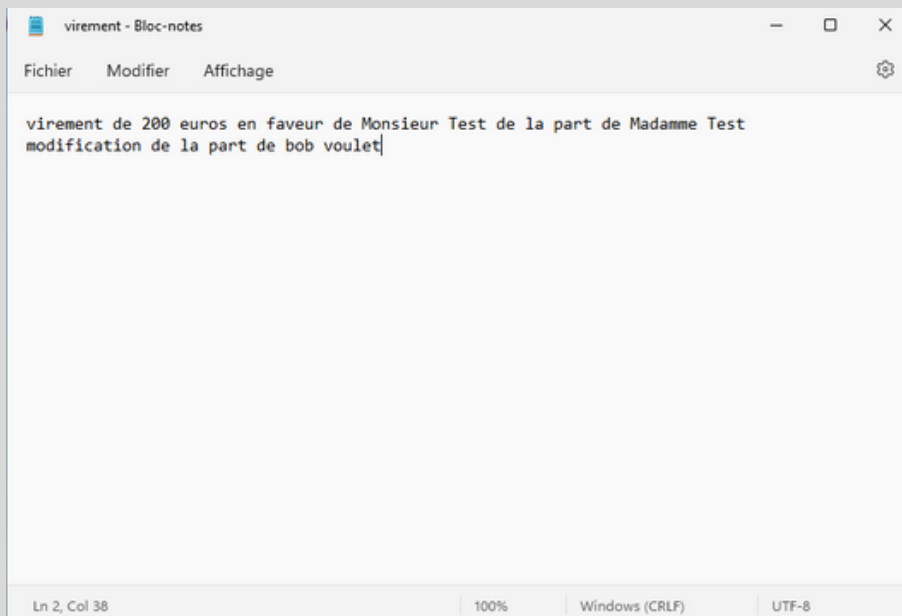 virement - Bloc-notes
Fichier Modifier Affichage
virement de 200 euros en faveur de Monsieur Test de la part de Madamme Test
modification de la part de bob voulet
Ln 2, Col 38 100% Windows (CRLF) UTF-8